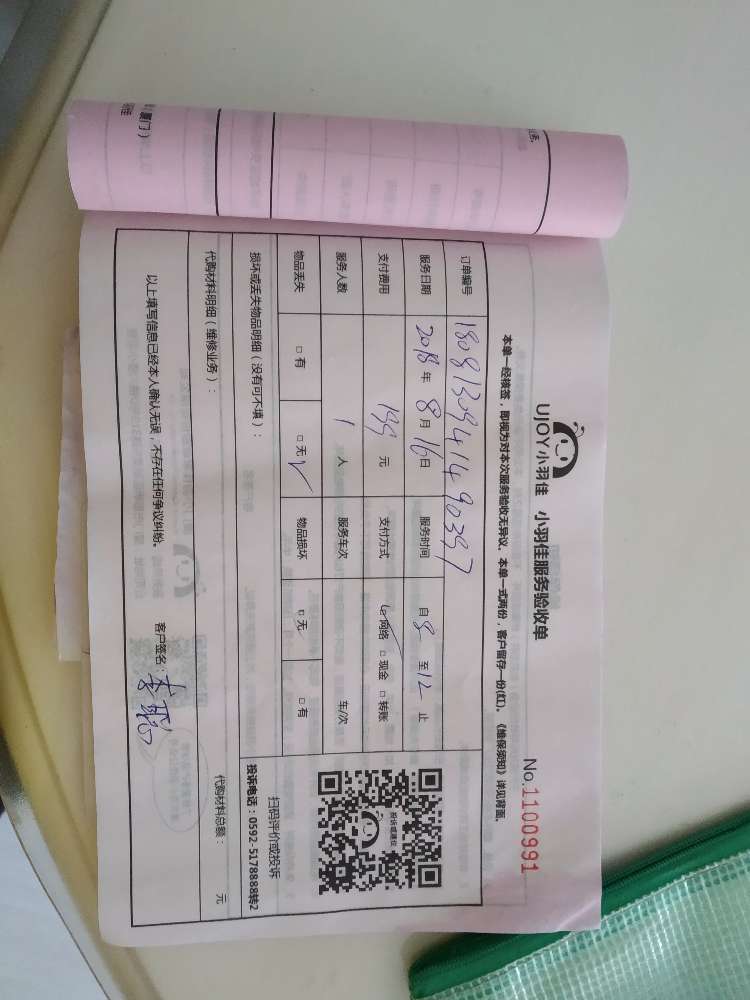 UJOY小羽佳 小羽佳服务验收单
No.1100991
本单一经核签，即视为对本次服务验收无异议。本单一式两份，客户留存一份(红)。《维保须知》详见背面。
订单编号 1808130941490397
服务日期 2018年8月16日 服务时间 自8至12止
支付费用 元 支付方式 ☑网络 □现金 □转账
服务人数 1人 服务车次 车/次
物品丢失 □有 □无√ 物品损坏 □无 □有
损坏或丢失物品明细（没有可不填）：
投诉或建议
扫码评价或投诉
投诉电话：0592-5178888转2
代购材料明细（维修业务）：
代购材料总额： 元
以上填写信息已经本人确认无误，不存在任何争议纠纷。
客户签名：